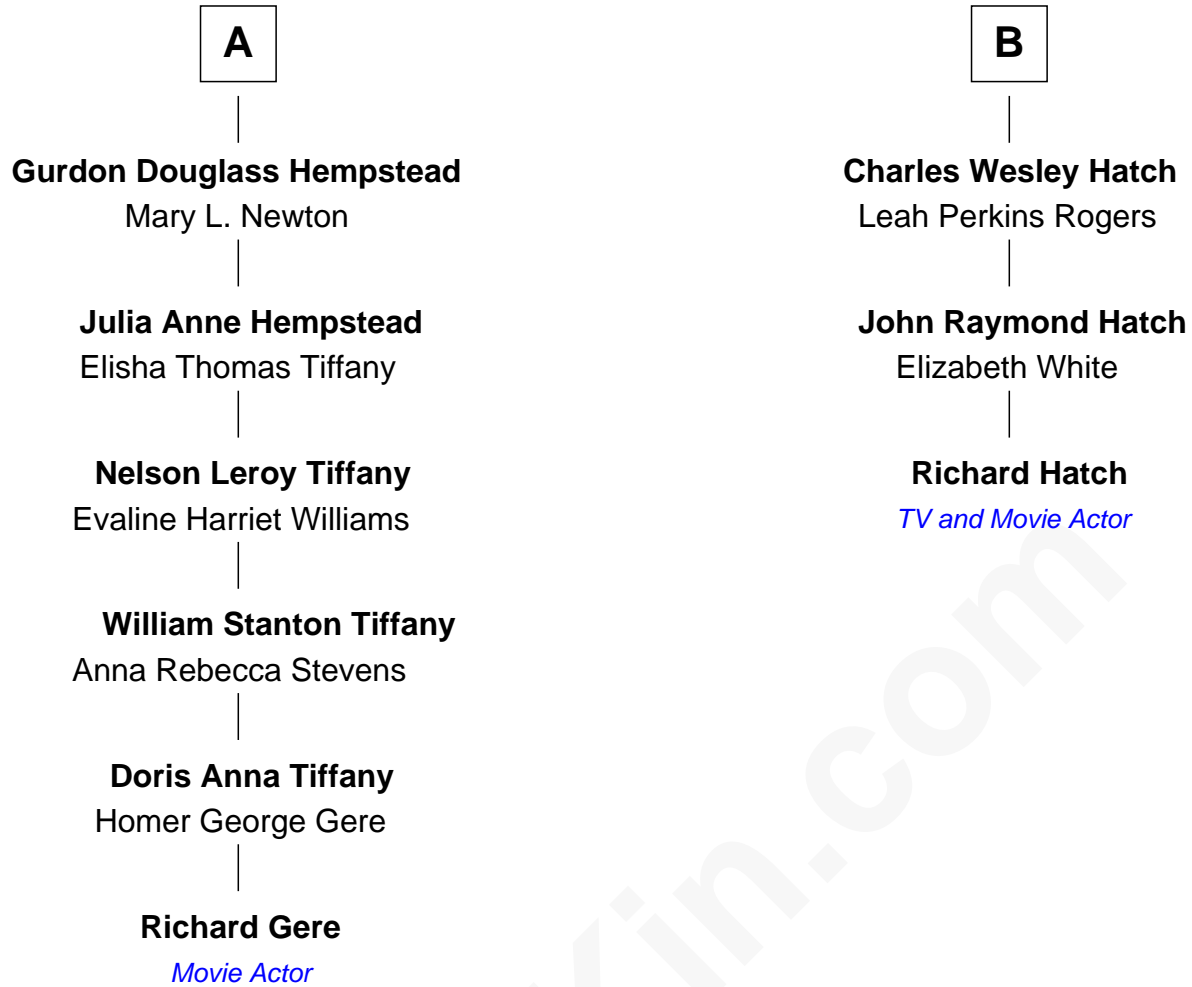 A
Gurdon Douglass Hempstead
Mary L. Newton
Julia Anne Hempstead
Elisha Thomas Tiffany
Nelson Leroy Tiffany
Evaline Harriet Williams
William Stanton Tiffany
Anna Rebecca Stevens
Doris Anna Tiffany
Homer George Gere
Richard Gere
Movie Actor
B
Charles Wesley Hatch
Leah Perkins Rogers
John Raymond Hatch
Elizabeth White
Richard Hatch
TV and Movie Actor
Kin.com